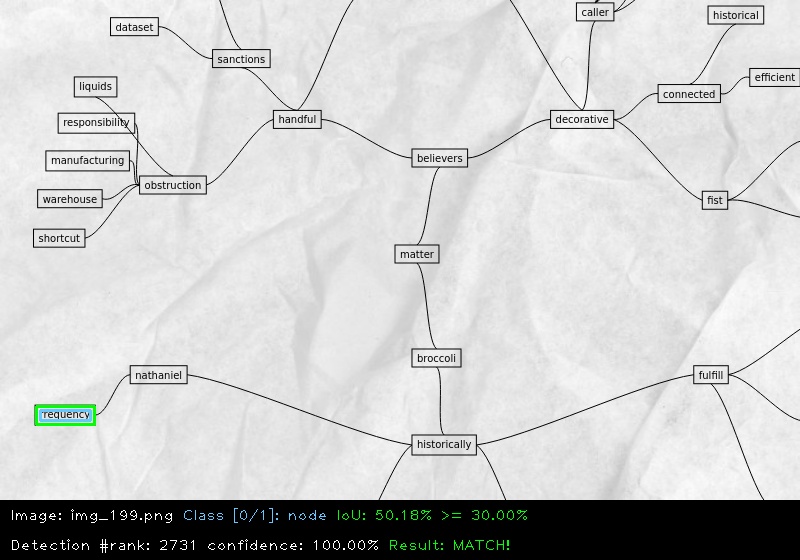 caller
historical
dataset
sanctions
efficient
liquids
connected
responsibility
handful
decorative
manufacturing
believers
obstruction
warehouse
fist
shortcut
matter
broccoli
nathaniel
fulfill
frequency
historically
Image: img_199.png Class [0/1]: node IoU: 50.18% >= 30.00%
Detection #rank: 2731 confidence: 100.00% Result: MATCH!